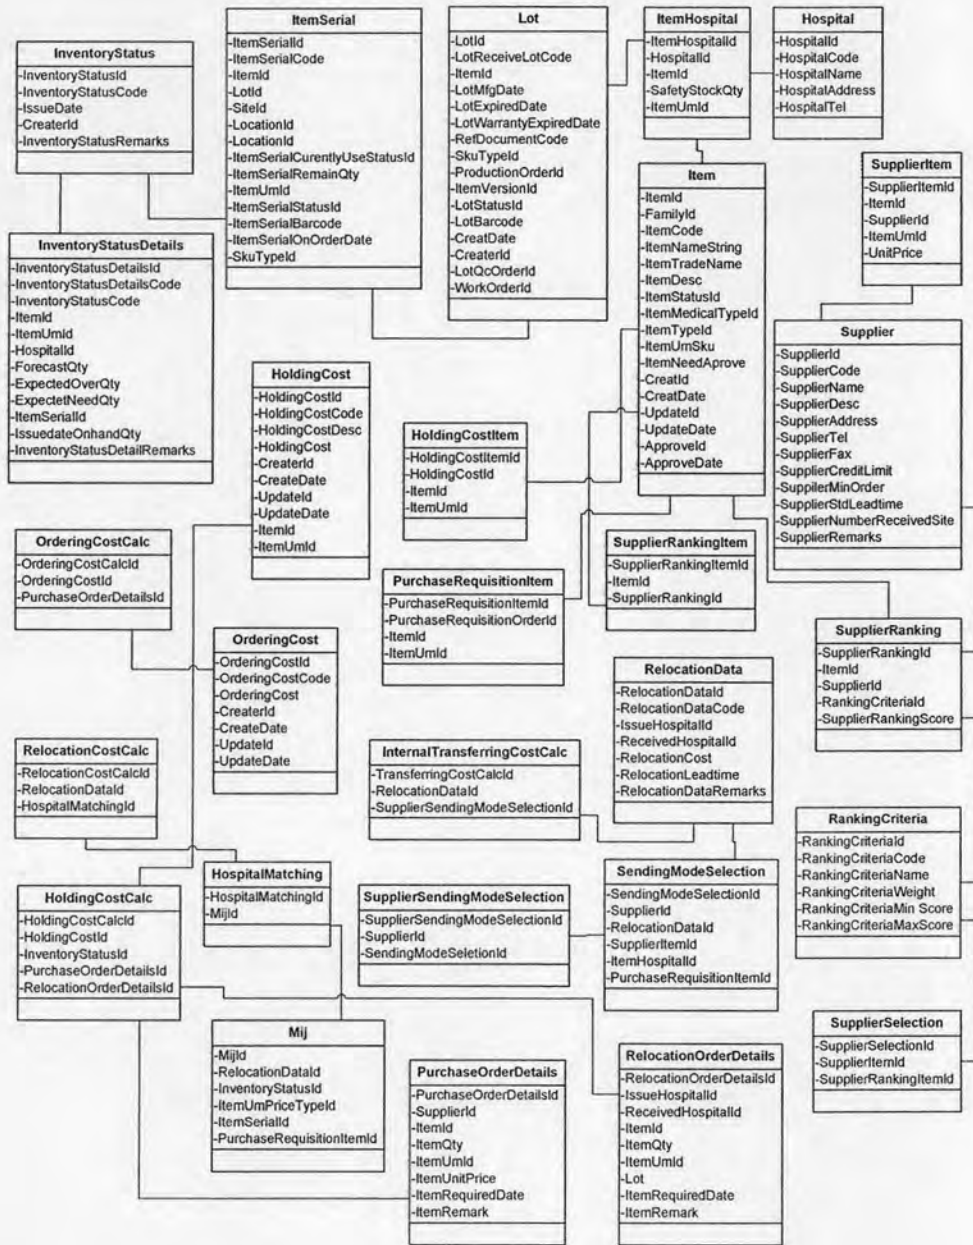 InventoryStatus
-InventoryStatusId
-InventoryStatusCode
-IssueDate
-CreaterId
-InventoryStatusRemarks
ItemSerial
-ItemSerialId
-ItemSerialCode
-ItemId
-LotId
-SiteId
-LocationId
-LocationId
-ItemSerialCurentlyUseStatusId
-ItemSerialRemainQty
-ItemUmId
-ItemSerialStatusId
-ItemSerialBarcode
-ItemSerialOnOrderDate
-SkuTypeId
Lot
-LotId
-LotReceiveLotCode
-ItemId
-LotMfgDate
-LotExpiredDate
-LotWarrantyExpiredDate
-RefDocumentCode
-SkuTypeId
-ProductionOrderId
-ItemVersionId
-LotStatusId
-LotBarcode
-CreatDate
-CreaterId
-LotQcOrderId
-WorkOrderId
ItemHospital
-ItemHospitalId
-HospitalId
-ItemId
-SafetyStockQty
-ItemUmId
Hospital
-HospitalId
-HospitalCode
-HospitalName
-HospitalAddress
-HospitalTel
Item
-ItemId
-FamilyId
-ItemCode
-ItemNameString
-ItemTradeName
-ItemDesc
-ItemStatusId
-ItemMedicalTypeId
-ItemTypeId
-ItemUmSku
-ItemNeedAprove
-CreatId
-CreatDate
-UpdateId
-UpdateDate
-ApproveId
-ApproveDate
SupplierItem
-SupplierItemId
-ItemId
-SupplierId
-ItemUmId
-UnitPrice
InventoryStatusDetails
-InventoryStatusDetailsId
-InventoryStatusDetailsCode
-InventoryStatusCode
-ItemId
-ItemUmId
-HospitalId
-ForecastQty
-ExpectedOverQty
-ExpectetNeedQty
-ItemSerialId
-IssuedateOnhandQty
-InventoryStatusDetailRemarks
Supplier
-SupplierId
-SupplierCode
-SupplierName
-SupplierDesc
-SupplierAddress
-SupplierTel
-SupplierFax
-SupplierCreditLimit
-SuppilerMinOrder
-SupplierStdLeadtime
-SupplierNumberReceivedSite
-SupplierRemarks
HoldingCost
-HoldingCostId
-HoldingCostCode
-HoldingCostDesc
-HoldingCost
-CreaterId
-CreateDate
-UpdateId
-UpdateDate
-ItemId
-ItemUmId
HoldingCostItem
-HoldingCostItemId
-HoldingCostId
-ItemId
-ItemUmId
OrderingCostCalc
-OrderingCostCalcId
-OrderingCostId
-PurchaseOrderDetailsId
SupplierRankingItem
-SupplierRankingItemId
-ItemId
-SupplierRankingId
PurchaseRequisitionItem
-PurchaseRequisitionItemId
-PurchaseRequisitionOrderId
-ItemId
-ItemUmId
OrderingCost
-OrderingCostId
-OrderingCostCode
-OrderingCost
-CreaterId
-CreateDate
-UpdateId
-UpdateDate
SupplierRanking
-SupplierRankingId
-ItemId
-SupplierId
-RankingCriteriaId
-SupplierRankingScore
RelocationData
-RelocationDataId
-RelocationDataCode
-IssueHospitalId
-ReceivedHospitalId
-RelocationCost
-RelocationLeadtime
-RelocationDataRemarks
RelocationCostCalc
-RelocationCostCalcId
-RelocationDataId
-HospitalMatchingId
InternalTransferringCostCalc
-TransferringCostCalcId
-RelocationDataId
-SupplierSendingModeSelectionId
RankingCriteria
-RankingCriteriaId
-RankingCriteriaCode
-RankingCriteriaName
-RankingCriteriaWeight
-RankingCriteriaMin Score
-RankingCriteriaMaxScore
HospitalMatching
-HospitalMatchingId
-MijId
SendingModeSelection
-SendingModeSelectionId
-SupplierId
-RelocationDataId
-SupplierItemId
-ItemHospitalId
-PurchaseRequisitionItemId
HoldingCostCalc
-HoldingCostCalcId
-HoldingCostId
-InventoryStatusId
-PurchaseOrderDetailsId
-RelocationOrderDetailsId
SupplierSendingModeSelection
-SupplierSendingModeSelectionId
-SupplierId
-SendingModeSeletionId
Mij
-MijId
-RelocationDataId
-InventoryStatusId
-ItemUmPriceTypeId
-ItemSerialId
-PurchaseRequisitionItemId
SupplierSelection
-SupplierSelectionId
-SupplierItemId
-SupplierRankingItemId
PurchaseOrderDetails
-PurchaseOrderDetailsId
-SupplierId
-ItemId
-ItemQty
-ItemUmId
-ItemUnitPrice
-ItemRequiredDate
-ItemRemark
RelocationOrderDetails
-RelocationOrderDetailsId
-IssueHospitalId
-ReceivedHospitalId
-ItemId
-ItemQty
-ItemUmId
-Lot
-ItemRequiredDate
-ItemRemark